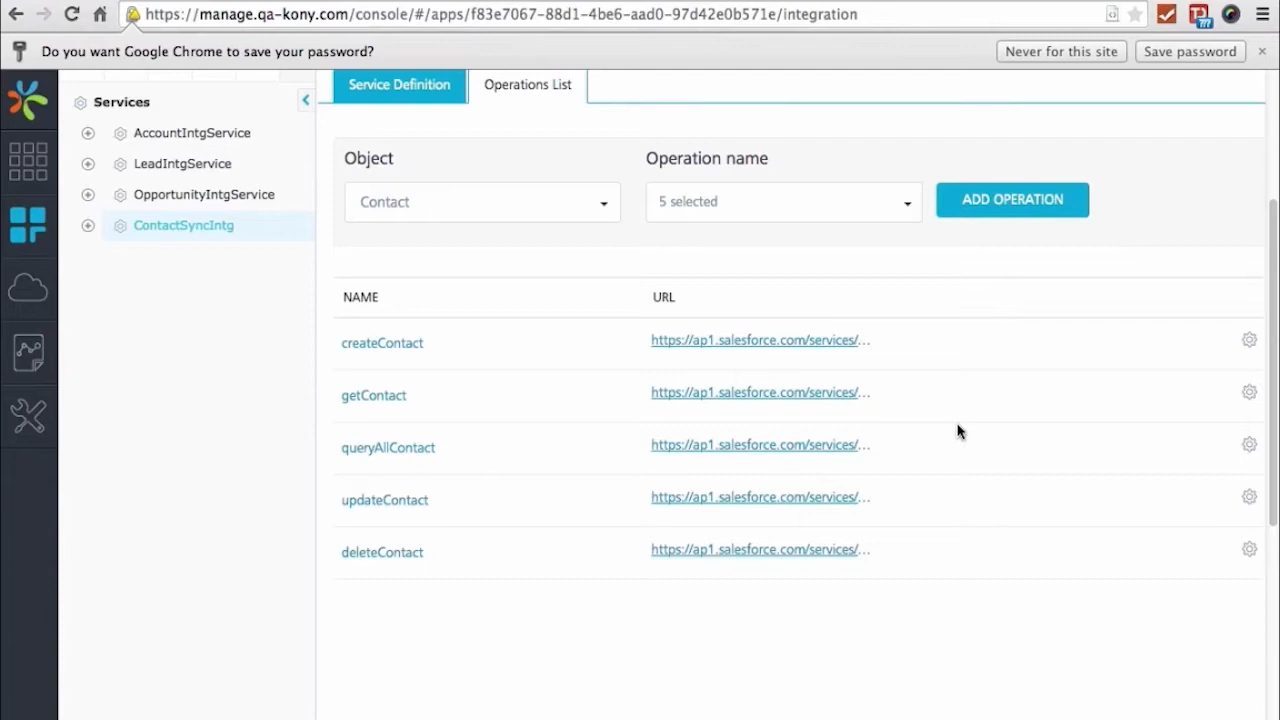 https://manage.qa-kony.com/console/#/apps/f83e7067-88d1-4be6-aad0-97d42e0b571e/integration
Do you want Google Chrome to save your password?
Never for this site
Save password
Services
AccountIntgService
LeadIntgService
OpportunityIntgService
ContactSyncIntg
Service Definition
Operations List
Object
Operation name
Contact
5 selected
ADD OPERATION
NAME
URL
createContact
https://ap1.salesforce.com/services/...
getContact
https://ap1.salesforce.com/services/...
queryAllContact
https://ap1.salesforce.com/services/...
updateContact
https://ap1.salesforce.com/services/...
deleteContact
https://ap1.salesforce.com/services/...